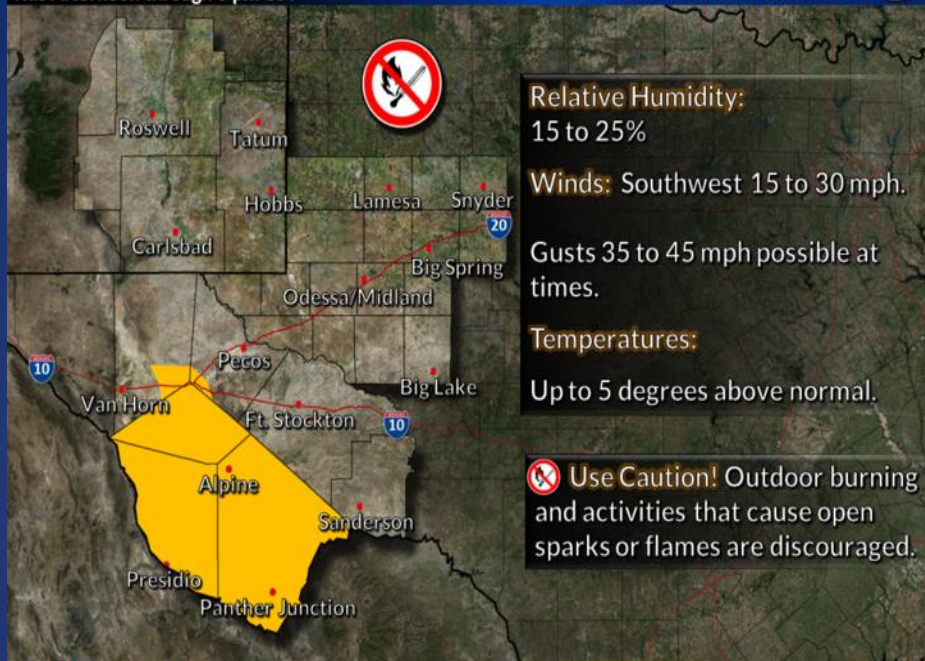 Roswell
Tatum
Hobbs
Lamesa
Snyder
Carlsbad
20
Big Spring
Odessa/Midland
Pecos
10
Big Lake
Van Horn
Ft. Stockton
10
Alpine
Sanderson
Presidio
Panther Junction
Relative Humidity:
15 to 25%
Winds: Southwest 15 to 30 mph.
Gusts 35 to 45 mph possible at
times.
Temperatures:
Up to 5 degrees above normal.
Use Caution! Outdoor burning
and activities that cause open
sparks or flames are discouraged.